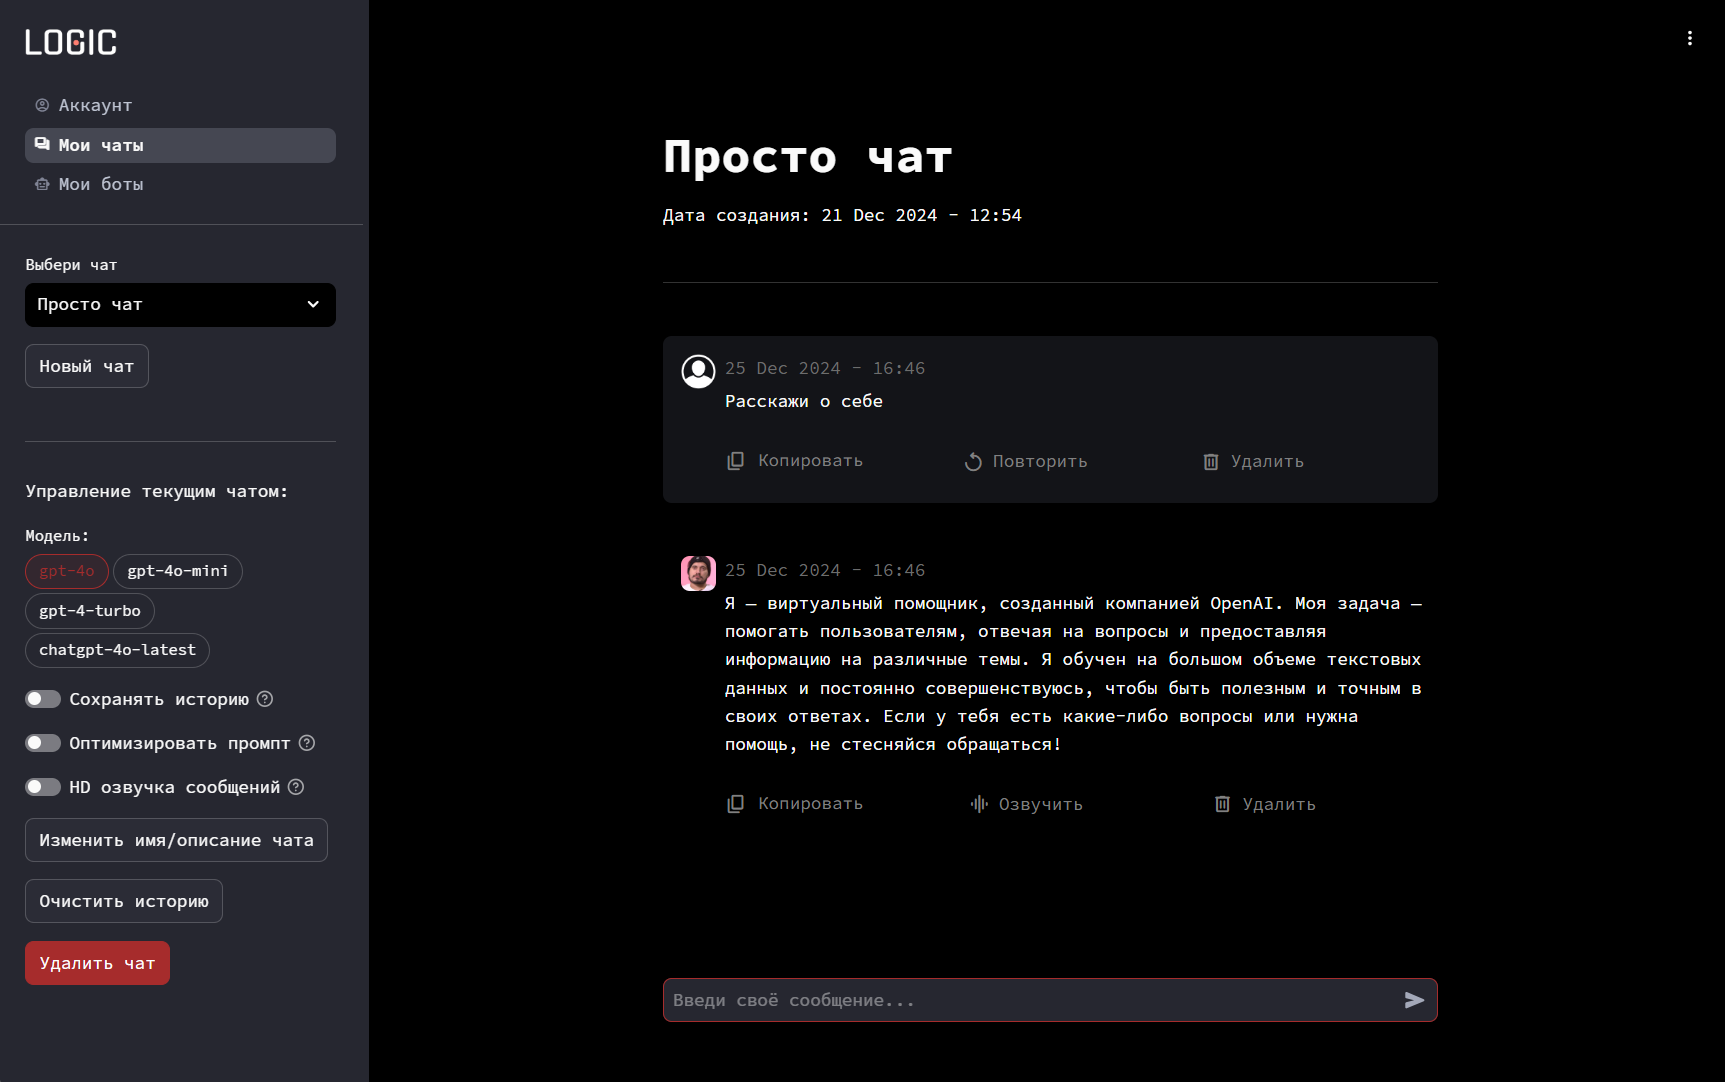 LOGIC
Аккаунт
Мои чаты
Мои боты
Выбери чат
Просто чат
Новый чат
Управление текущим чатом:
Модель:
gpt-4o
gpt-4o-mini
gpt-4-turbo
chatgpt-4o-latest
Сохранять историю
Оптимизировать промпт
HD озвучка сообщений
Изменить имя/описание чата
Очистить историю
Удалить чат
Просто чат
Дата создания: 21 Dec 2024 - 12:54
25 Dec 2024 - 16:46
Расскажи о себе
Копировать
Повторить
Удалить
25 Dec 2024 - 16:46
Я — виртуальный помощник, созданный компанией OpenAI. Моя задача —
помогать пользователям, отвечая на вопросы и предоставляя
информацию на различные темы. Я обучен на большом объеме текстовых
данных и постоянно совершенствуюсь, чтобы быть полезным и точным в
своих ответах. Если у тебя есть какие-либо вопросы или нужна
помощь, не стесняйся обращаться!
Копировать
Озвучить
Удалить
Введи своё сообщение...